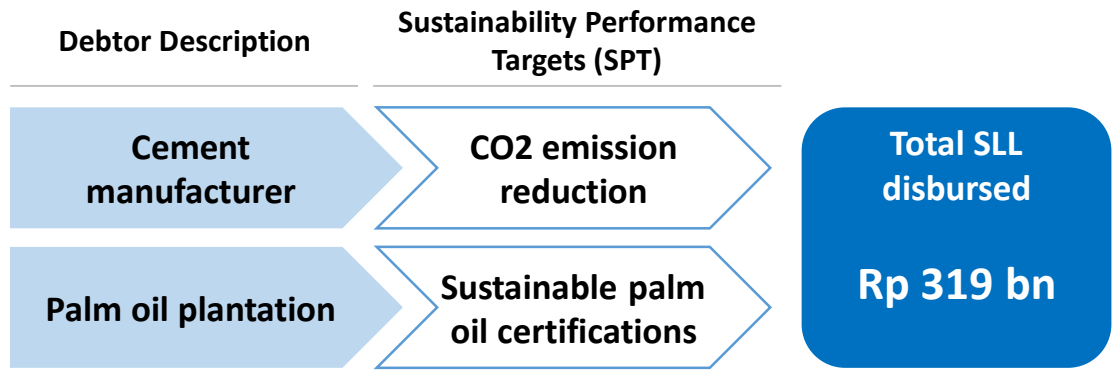 Debtor Description
Sustainability Performance
Targets (SPT)
Cement
manufacturer
CO2 emission
reduction
Palm oil plantation
Sustainable palm
oil certifications
Total SLL
disbursed
Rp 319 bn